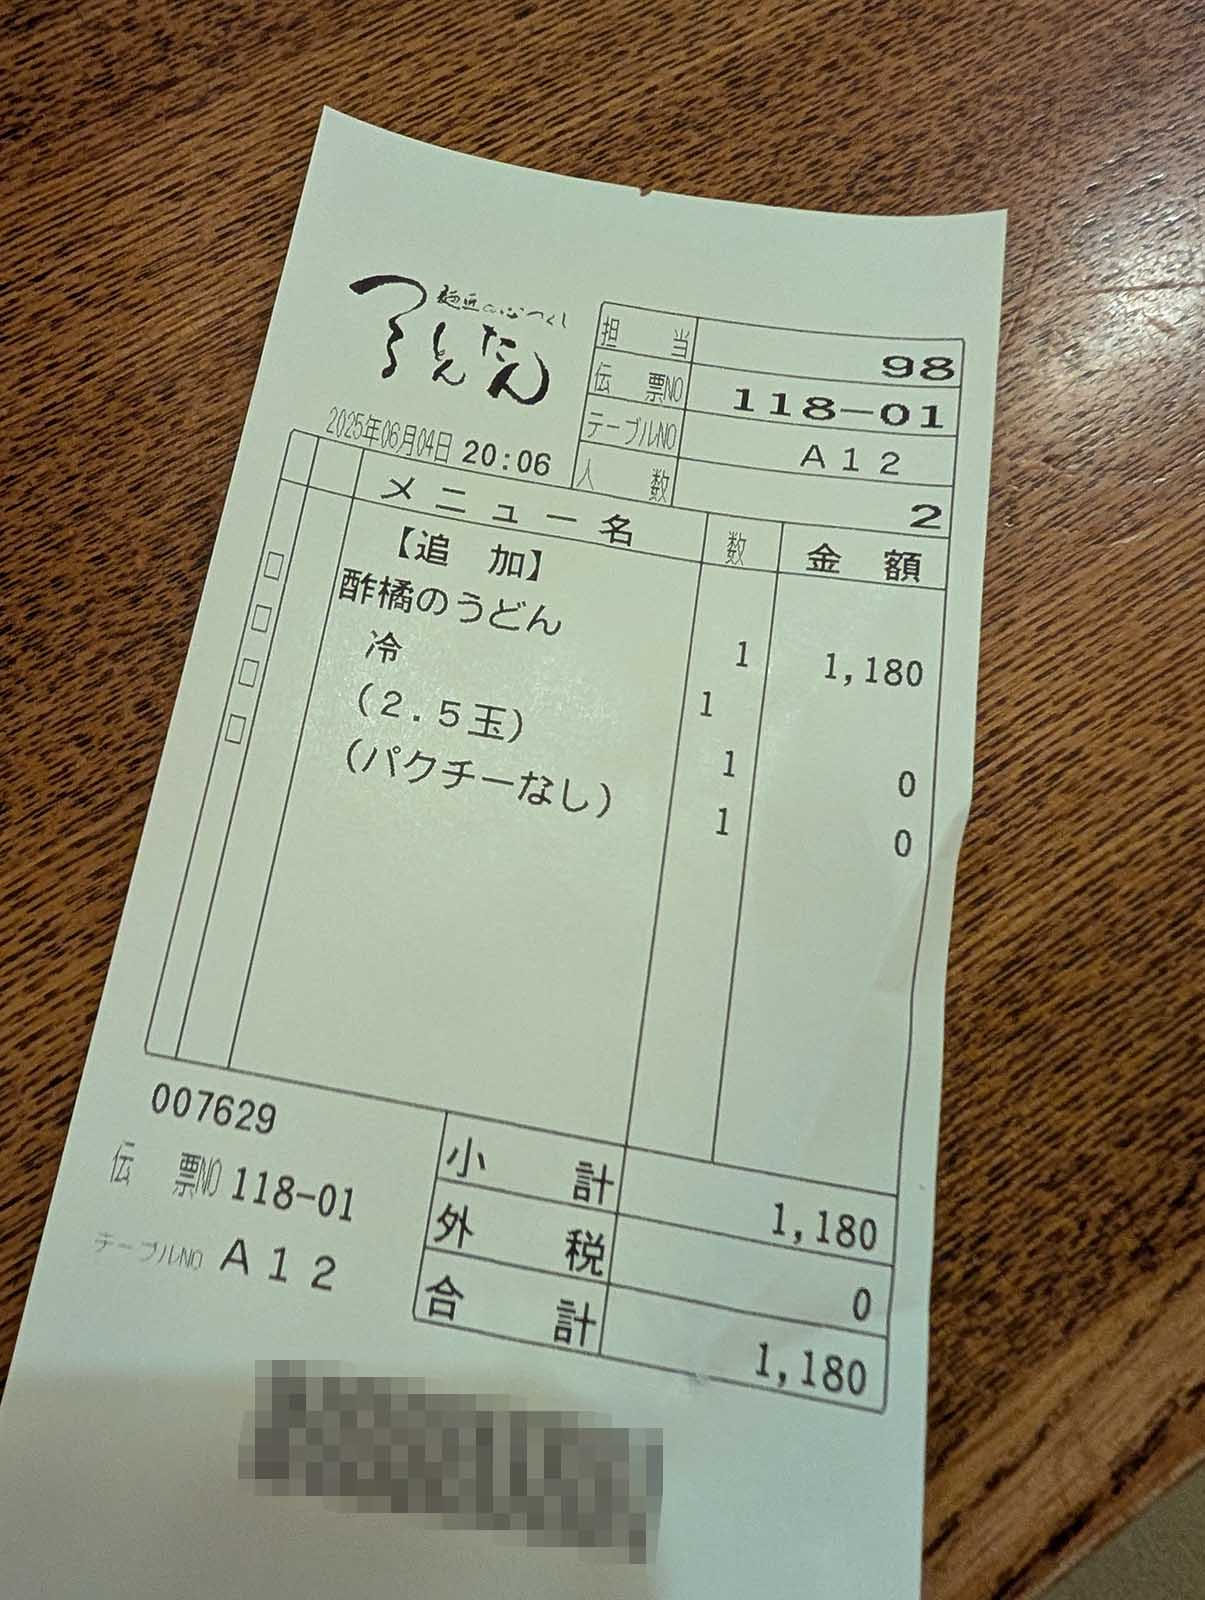 麺匠の心つくし
つるとんたん
担当 98
伝票NO 118-01
テーブルNO A12
人数 2
2025年06月04日 20:06
メニュー名 数 金額
【追 加】
酢橘のうどん 1 1,180
冷 1
(2.5玉) 1 0
(パクチーなし) 1 0
007629
伝票NO 118-01
テーブルNO A12
小計 1,180
外税 0
合計 1,180